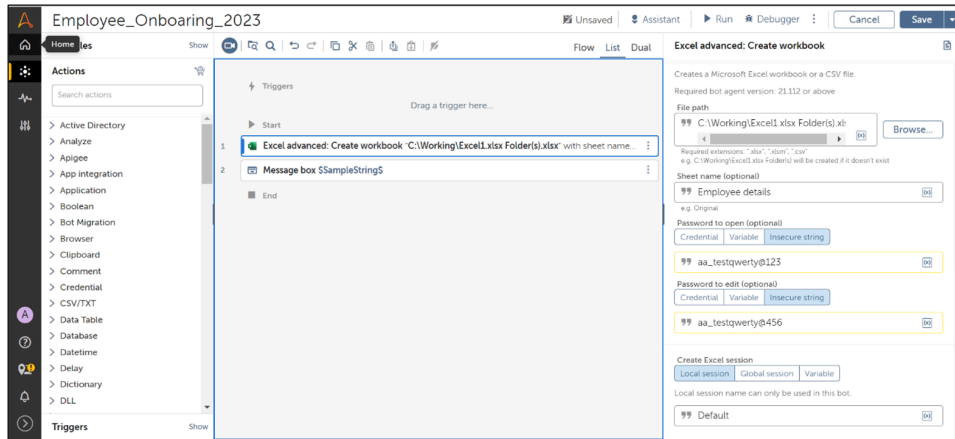 Employee_Onboaring_2023
Unsaved
Assistant
Run
Debugger
Cancel
Save
Home
les
Show
Actions
Search actions
Active Directory
Analyze
Apigee
App integration
Application
Boolean
Bot Migration
Browser
Clipboard
Comment
Credential
CSV/TXT
Data Table
Database
Datetime
Delay
Dictionary
DLL
Triggers
Show
A
Flow List Dual
Triggers
Drag a trigger here...
Start
1 Excel advanced: Create workbook "C:\Working\Excel1.xlsx Folder(s).xlsx" with sheet name...
2 Message box $SampleString$
End
Excel advanced: Create workbook
Creates a Microsoft Excel workbook or a CSV file.
Required bot agent version: 21.112 or above
File path
C:\Working\Excel1.xlsx Folder(s).xl
(x)
Browse...
Required extensions: ".xlsx", ".xlsm", ".csv"
e.g. C:\Working\Excel1.xlsx Folder(s) will be created if it doesn't exist
Sheet name (optional)
Employee details
(x)
e.g. Original
Password to open (optional)
Credential Variable Insecure string
aa_testqwerty@123
(x)
Password to edit (optional)
Credential Variable Insecure string
aa_testqwerty@456
(x)
Create Excel session
Local session Global session Variable
Local session name can only be used in this bot.
Default
(x)